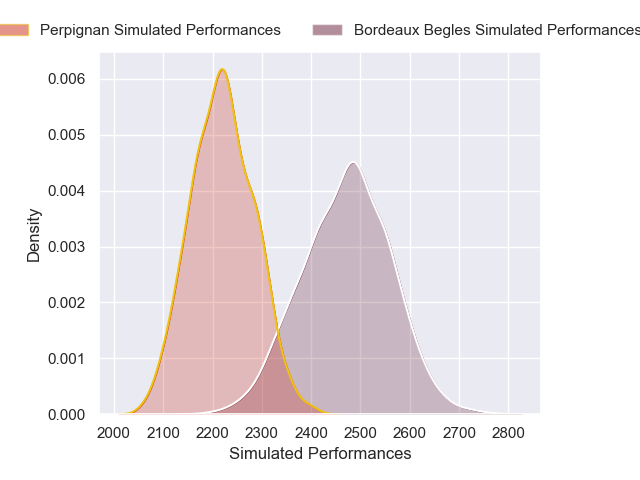 Perpignan Simulated Performances
Bordeaux Begles Simulated Performances
0.006
0.005
0.004
0.003
0.002
0.001
0.000
Density
2000 2100 2200 2300 2400 2500 2600 2700 2800
Simulated Performances